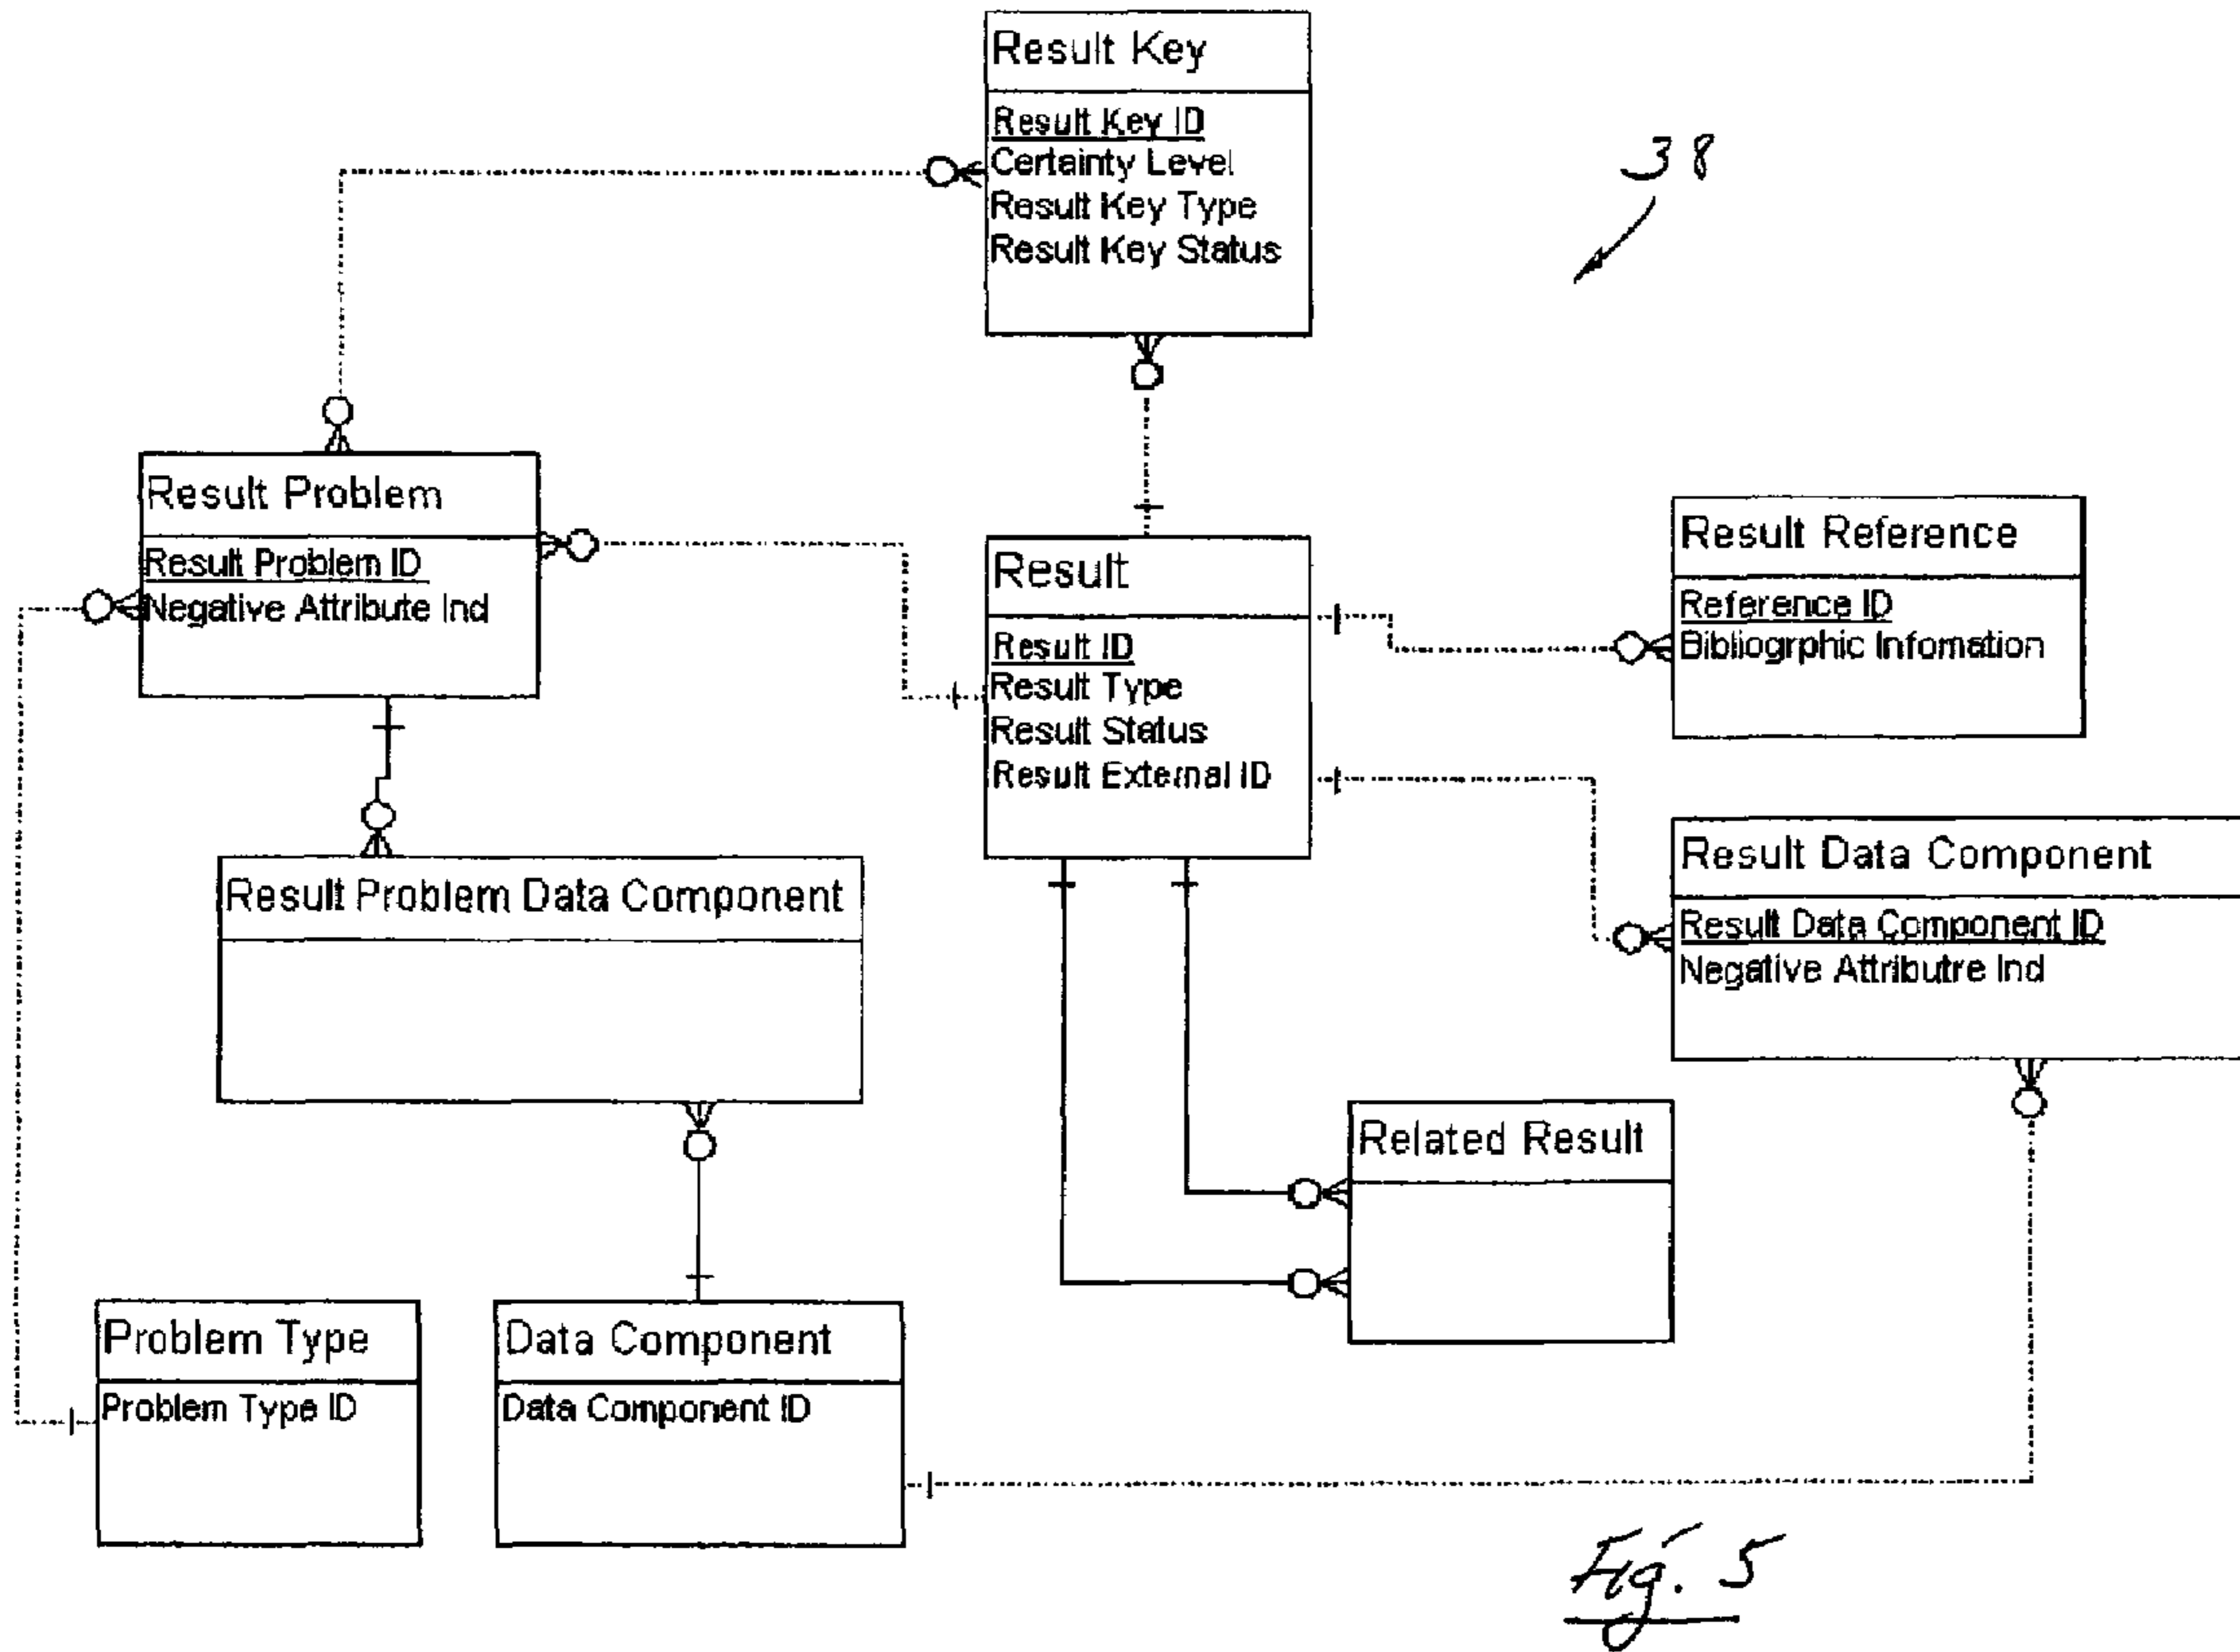 Result Key
Result Key ID
Certainty Level
Result Key Type
Result Key Status
38
Result Problem
Result Problem ID
Negative Attribute Ind
Result
Result ID
Result Type
Result Status
Result External ID
Result Reference
Reference ID
Bibliogrphic Infomation
Result Data Component
Result Data Component ID
Negative Attributre Ind
Result Problem Data Component
Related Result
Problem Type
Problem Type ID
Data Component
Data Component ID
Fig. 5